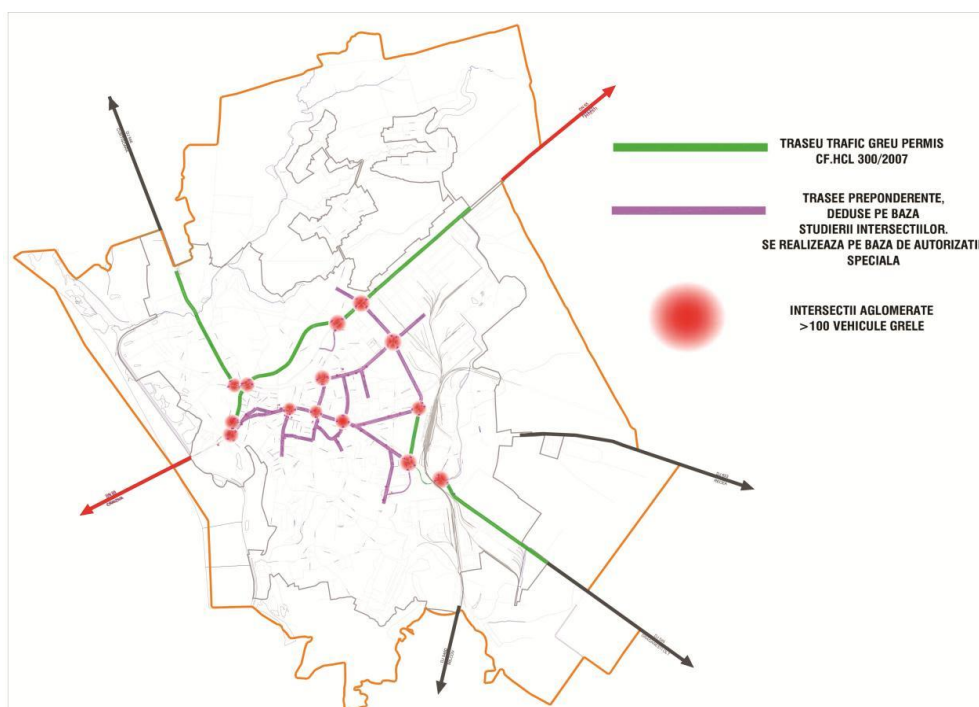 TRASEU TRAFIC GREU PERMIS
CF.HCL 300/2007
TRASEE PREPONDERENTE,
DEDUSE PE BAZA
STUDIERII INTERSECTIILOR.
SE REALIZEAZA PE BAZA DE AUTORIZATI
SPECIALA
INTERSECTII AGLOMERATE
>100 VEHICULE GRELE